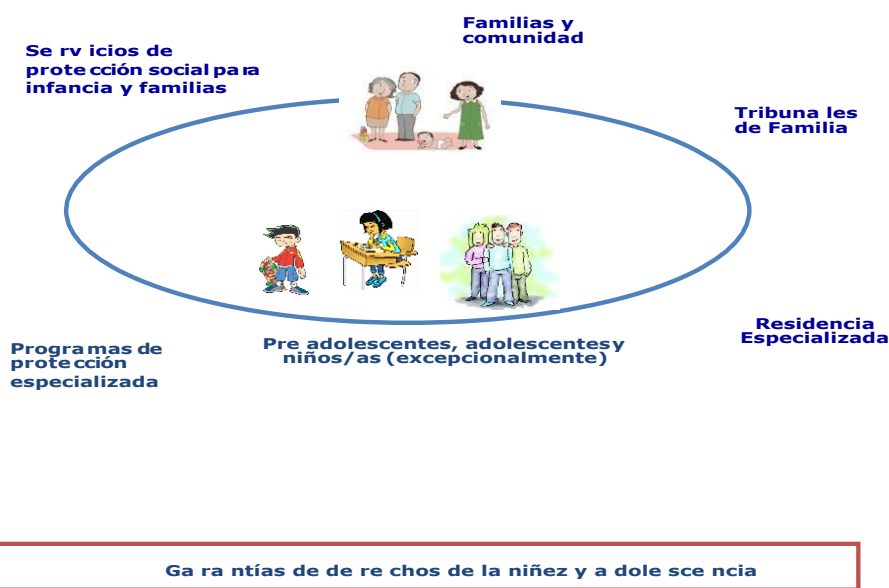 Familias y
comunidad
Se rv icios de
prote cción social pa ra
infancia y familias
Tribuna les
de Familia
Residencia
Especializada
Pre adolescentes, adolescentesy
niños/as (excepcionalmente)
Progra mas de
prote cción
especializada
Ga ra ntías de de re chos de la niñez y a dole sce ncia